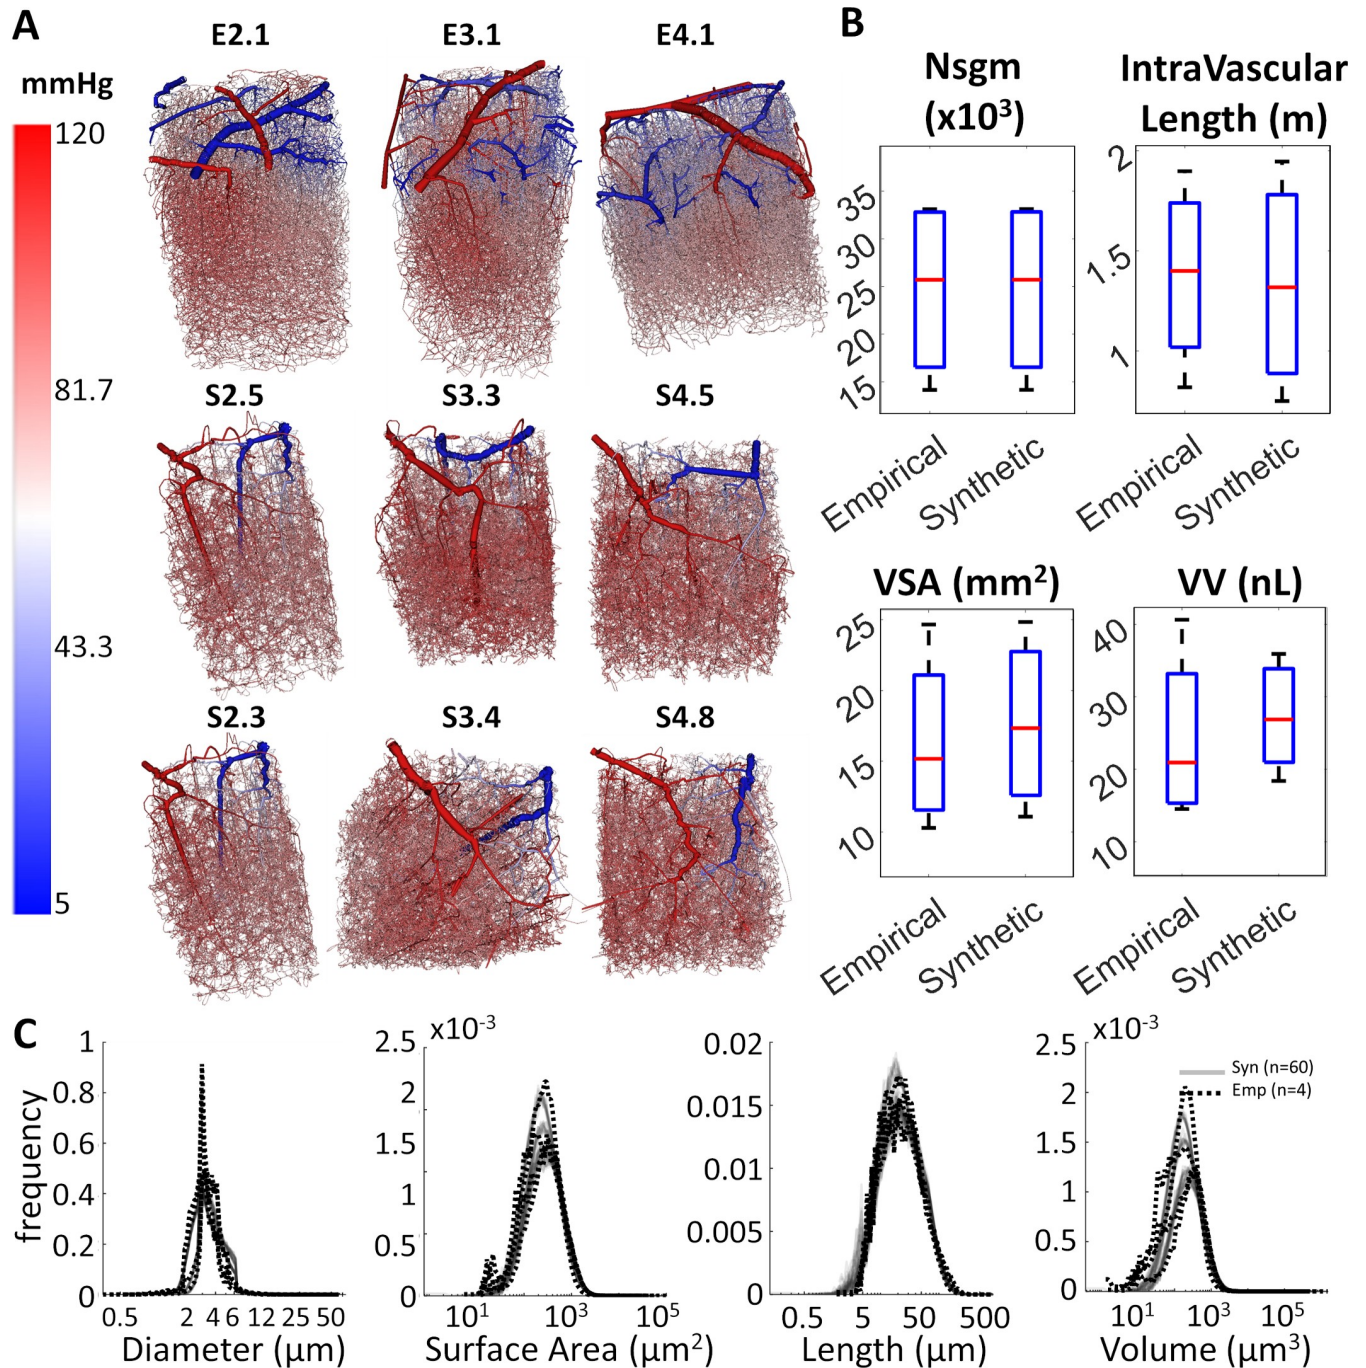 A
B
E2.1
E3.1
E4.1
mmHg
120
81.7
43.3
5
S2.5
S3.3
S4.5
S2.3
S3.4
S4.8
Nsgm
(x10³)
35
30
25
20
15
Empirical
Synthetic
IntraVascular
Length (m)
2
1.5
1
Empirical
Synthetic
VSA (mm²)
25
20
15
10
Empirical
Synthetic
VV (nL)
40
30
20
10
Empirical
Synthetic
C
frequency
1
0.8
0.6
0.4
0.2
0
0.5 2 4 6 12 25 50
Diameter (µm)
x10⁻³
2.5
2
1.5
1
0.5
0
10¹ 10³ 10⁵
Surface Area (µm²)
0.02
0.015
0.01
0.005
0
0.5 5 50 500
Length (µm)
x10⁻³
2.5
2
1.5
1
0.5
0
10¹ 10³ 10⁵
Volume (µm³)
Syn (n=60)
Emp (n=4)